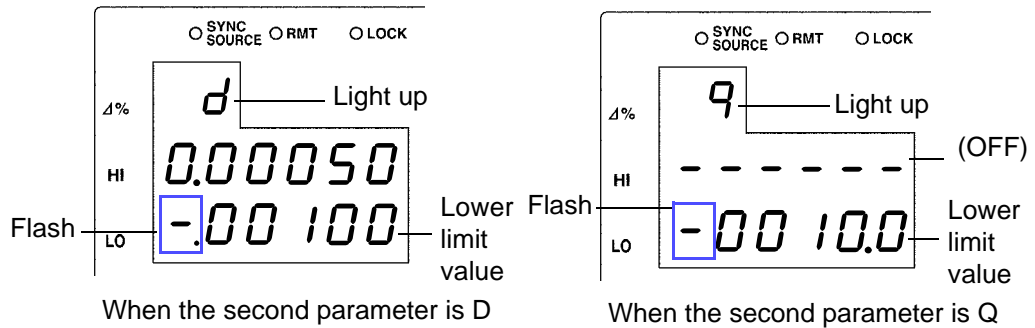 SYNC SOURCE RMT LOCK
⊿% d Light up
HI 0.00050
Flash LO -.00100 Lower limit value
When the second parameter is D
SYNC SOURCE RMT LOCK
⊿% q Light up
HI - - - - - - (OFF)
Flash LO -0010.0 Lower limit value
When the second parameter is Q